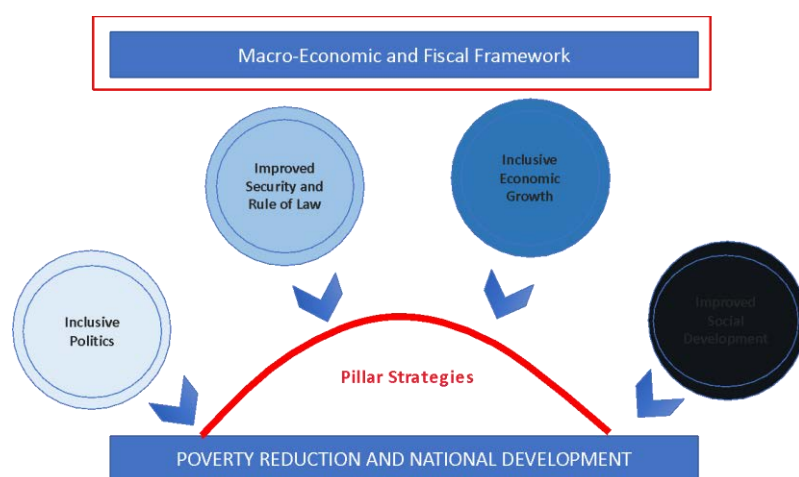 Macro-Economic and Fiscal Framework
Improved
Security and
Rule of Law
Inclusive
Economic
Growth
Inclusive
Politics
Improved
Social
Development
Pillar Strategies
POVERTY REDUCTION AND NATIONAL DEVELOPMENT